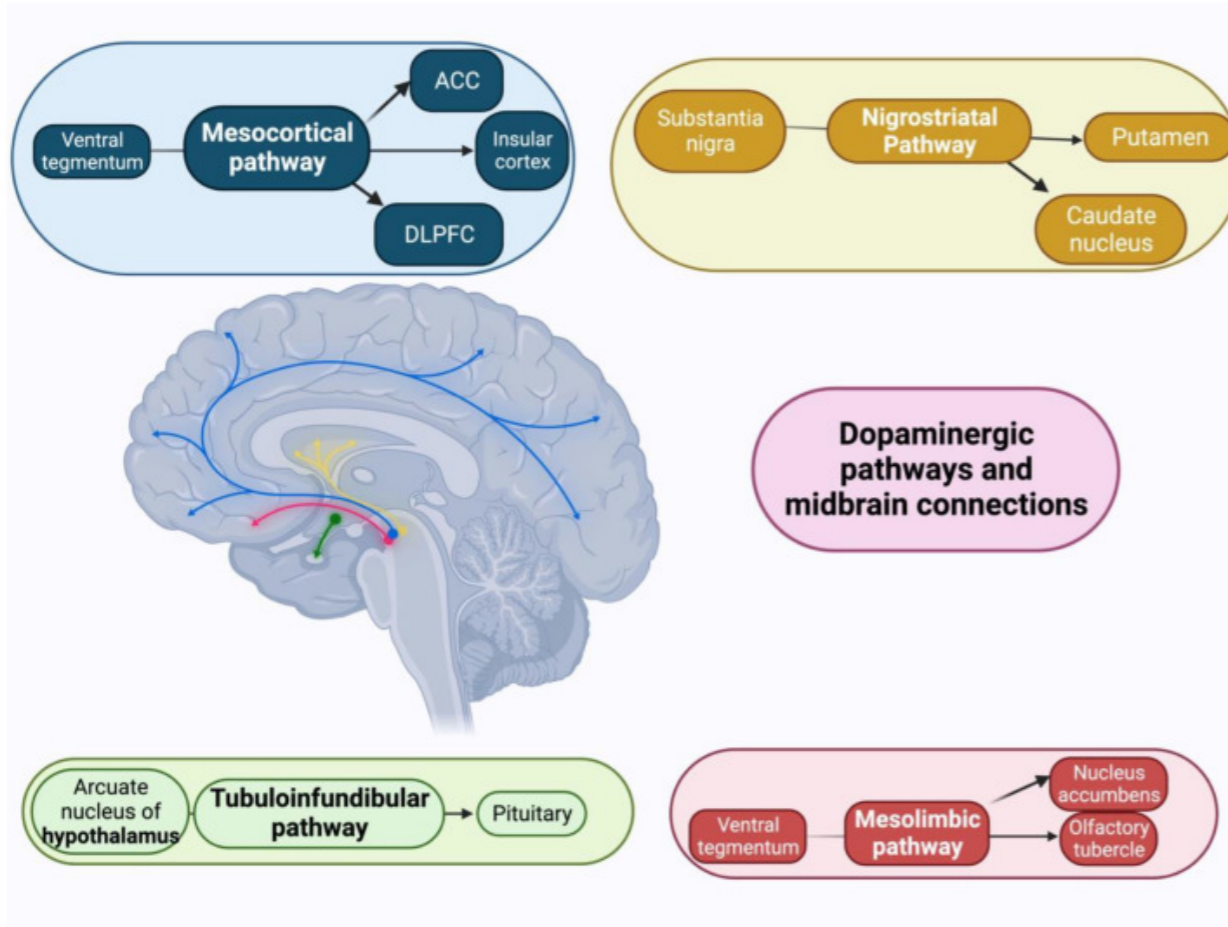 Ventral
tegmentum
Mesocortical
pathway
ACC
Insular
cortex
DLPFC
Substantia
nigra
Nigrostriatal
Pathway
Putamen
Caudate
nucleus
Dopaminergic
pathways and
midbrain connections
Arcuate
nucleus of
hypothalamus
Tubuloinfundibular
pathway
Pituitary
Ventral
tegmentum
Mesolimbic
pathway
Nucleus
accumbens
Olfactory
tubercle